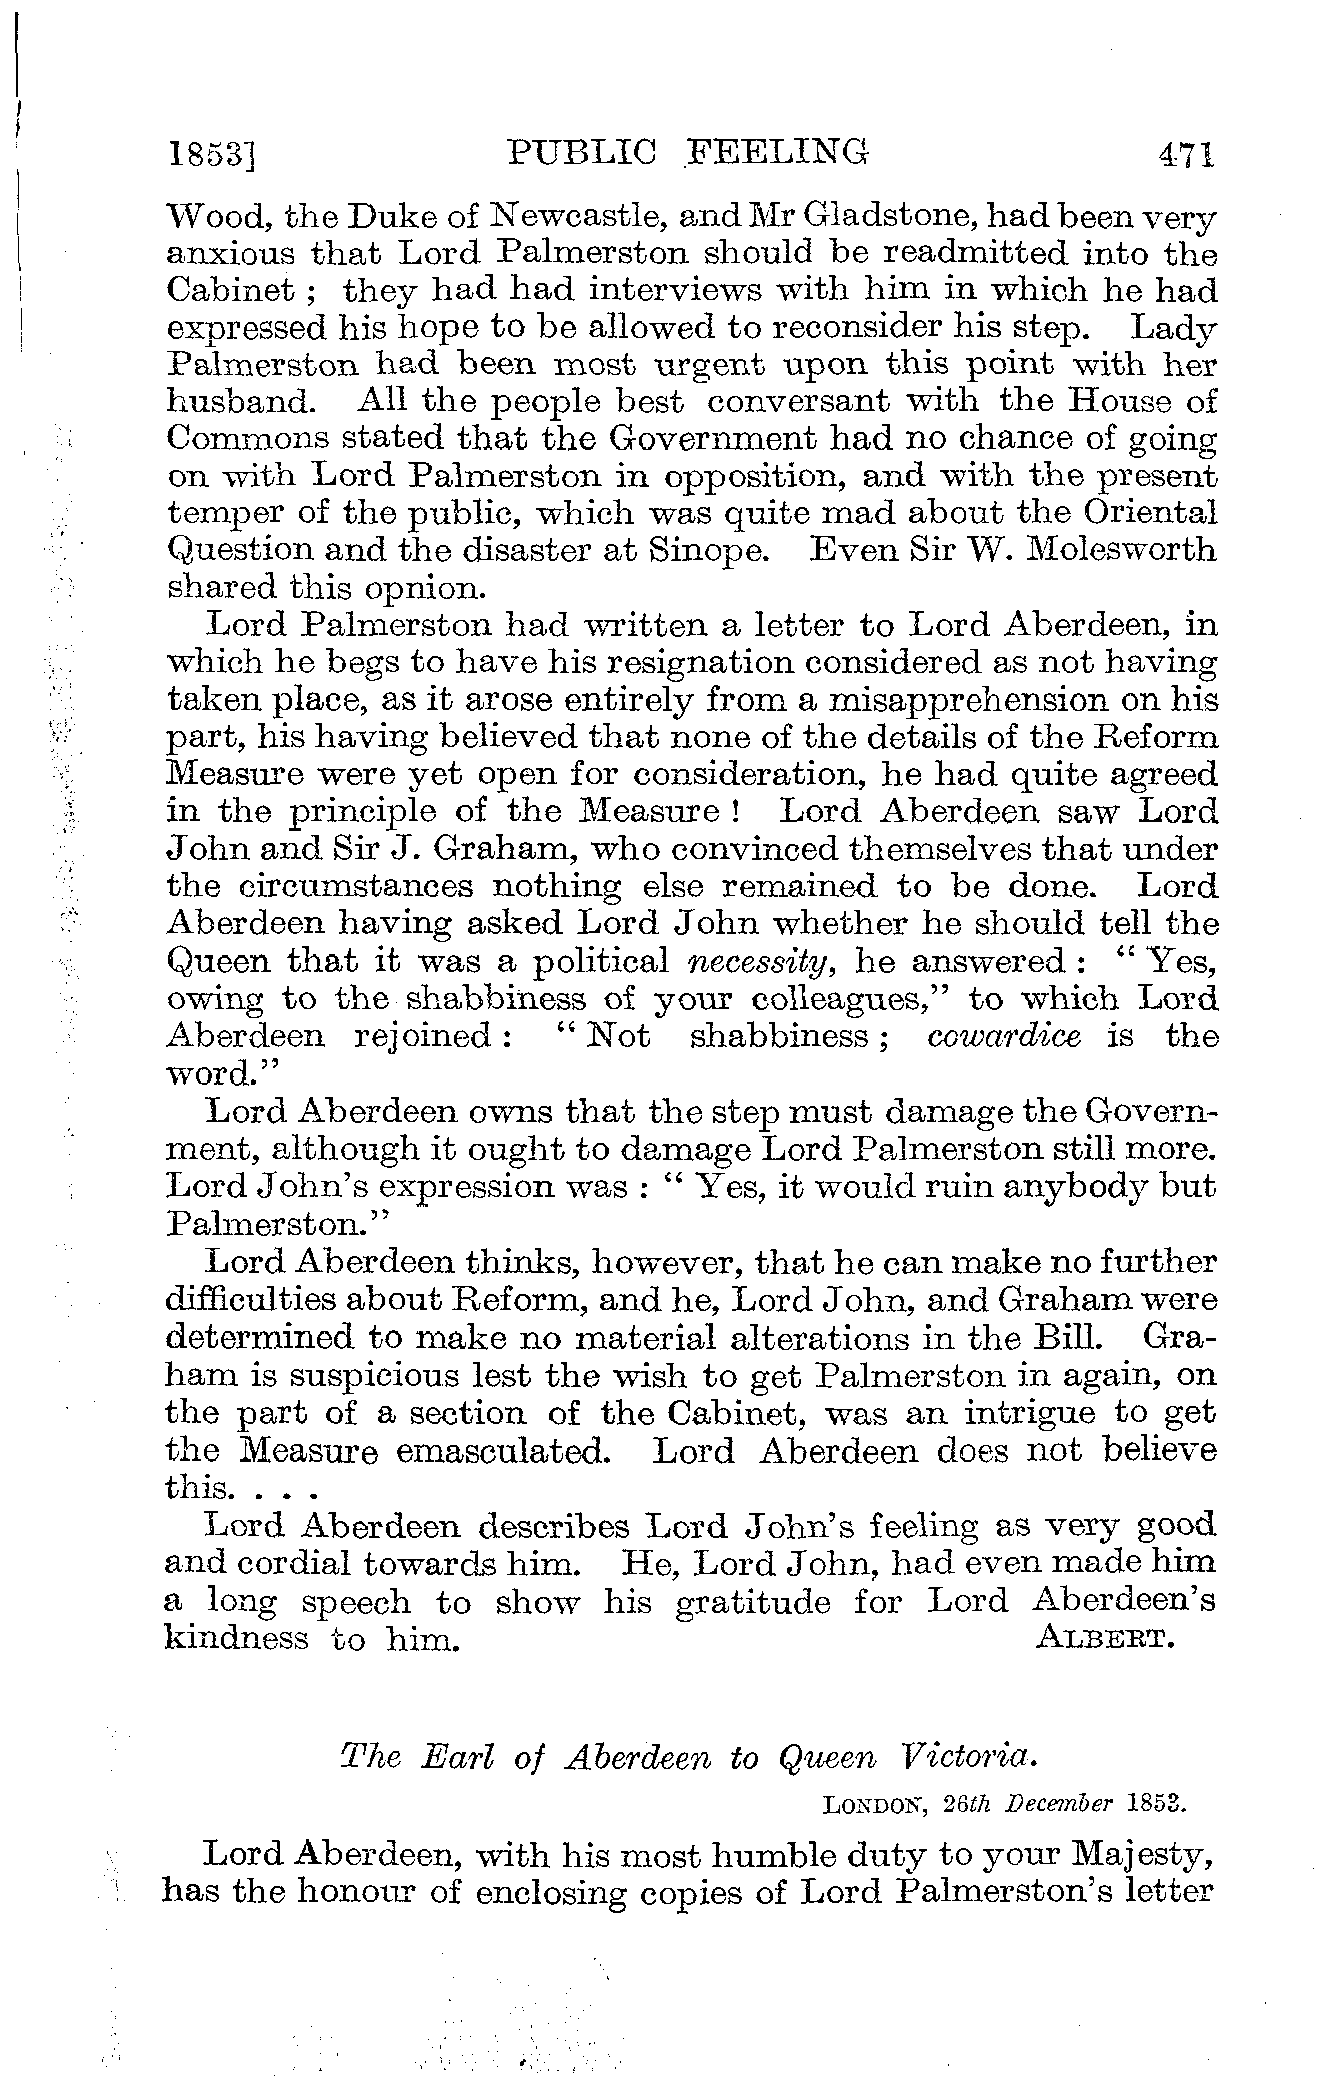 1853] PUBLIC FEELING 471
Wood, the Duke of Newcastle, and Mr Gladstone, had been very
anxious that Lord Palmerston should be readmitted into the
Cabinet ; they had had interviews with him in which he had
expressed his hope to be allowed to reconsider his step. Lady
Palmerston had been most urgent upon this point with her
husband. All the people best conversant with the House of
Commons stated that the Government had no chance of going
on with Lord Palmerston in opposition, and with the present
temper of the public, which was quite mad about the Oriental
Question and the disaster at Sinope. Even Sir W. Molesworth
shared this opnion.
Lord Palmerston had written a letter to Lord Aberdeen, in
which he begs to have his resignation considered as not having
taken place, as it arose entirely from a misapprehension on his
part, his having believed that none of the details of the Reform
Measure were yet open for consideration, he had quite agreed
in the principle of the Measure ! Lord Aberdeen saw Lord
John and Sir J. Graham, who convinced themselves that under
the circumstances nothing else remained to be done. Lord
Aberdeen having asked Lord John whether he should tell the
Queen that it was a political necessity, he answered : “ Yes,
owing to the shabbiness of your colleagues,” to which Lord
Aberdeen rejoined : “ Not shabbiness ; cowardice is the
word.”
Lord Aberdeen owns that the step must damage the Govern-
ment, although it ought to damage Lord Palmerston still more.
Lord John’s expression was : “ Yes, it would ruin anybody but
Palmerston.”
Lord Aberdeen thinks, however, that he can make no further
difficulties about Reform, and he, Lord John, and Graham were
determined to make no material alterations in the Bill. Gra-
ham is suspicious lest the wish to get Palmerston in again, on
the part of a section of the Cabinet, was an intrigue to get
the Measure emasculated. Lord Aberdeen does not believe
this. . . .
Lord Aberdeen describes Lord John’s feeling as very good
and cordial towards him. He, Lord John, had even made him
a long speech to show his gratitude for Lord Aberdeen’s
kindness to him. ALBERT.
The Earl of Aberdeen to Queen Victoria.
LONDON, 26th December 1853.
Lord Aberdeen, with his most humble duty to your Majesty,
has the honour of enclosing copies of Lord Palmerston’s letter